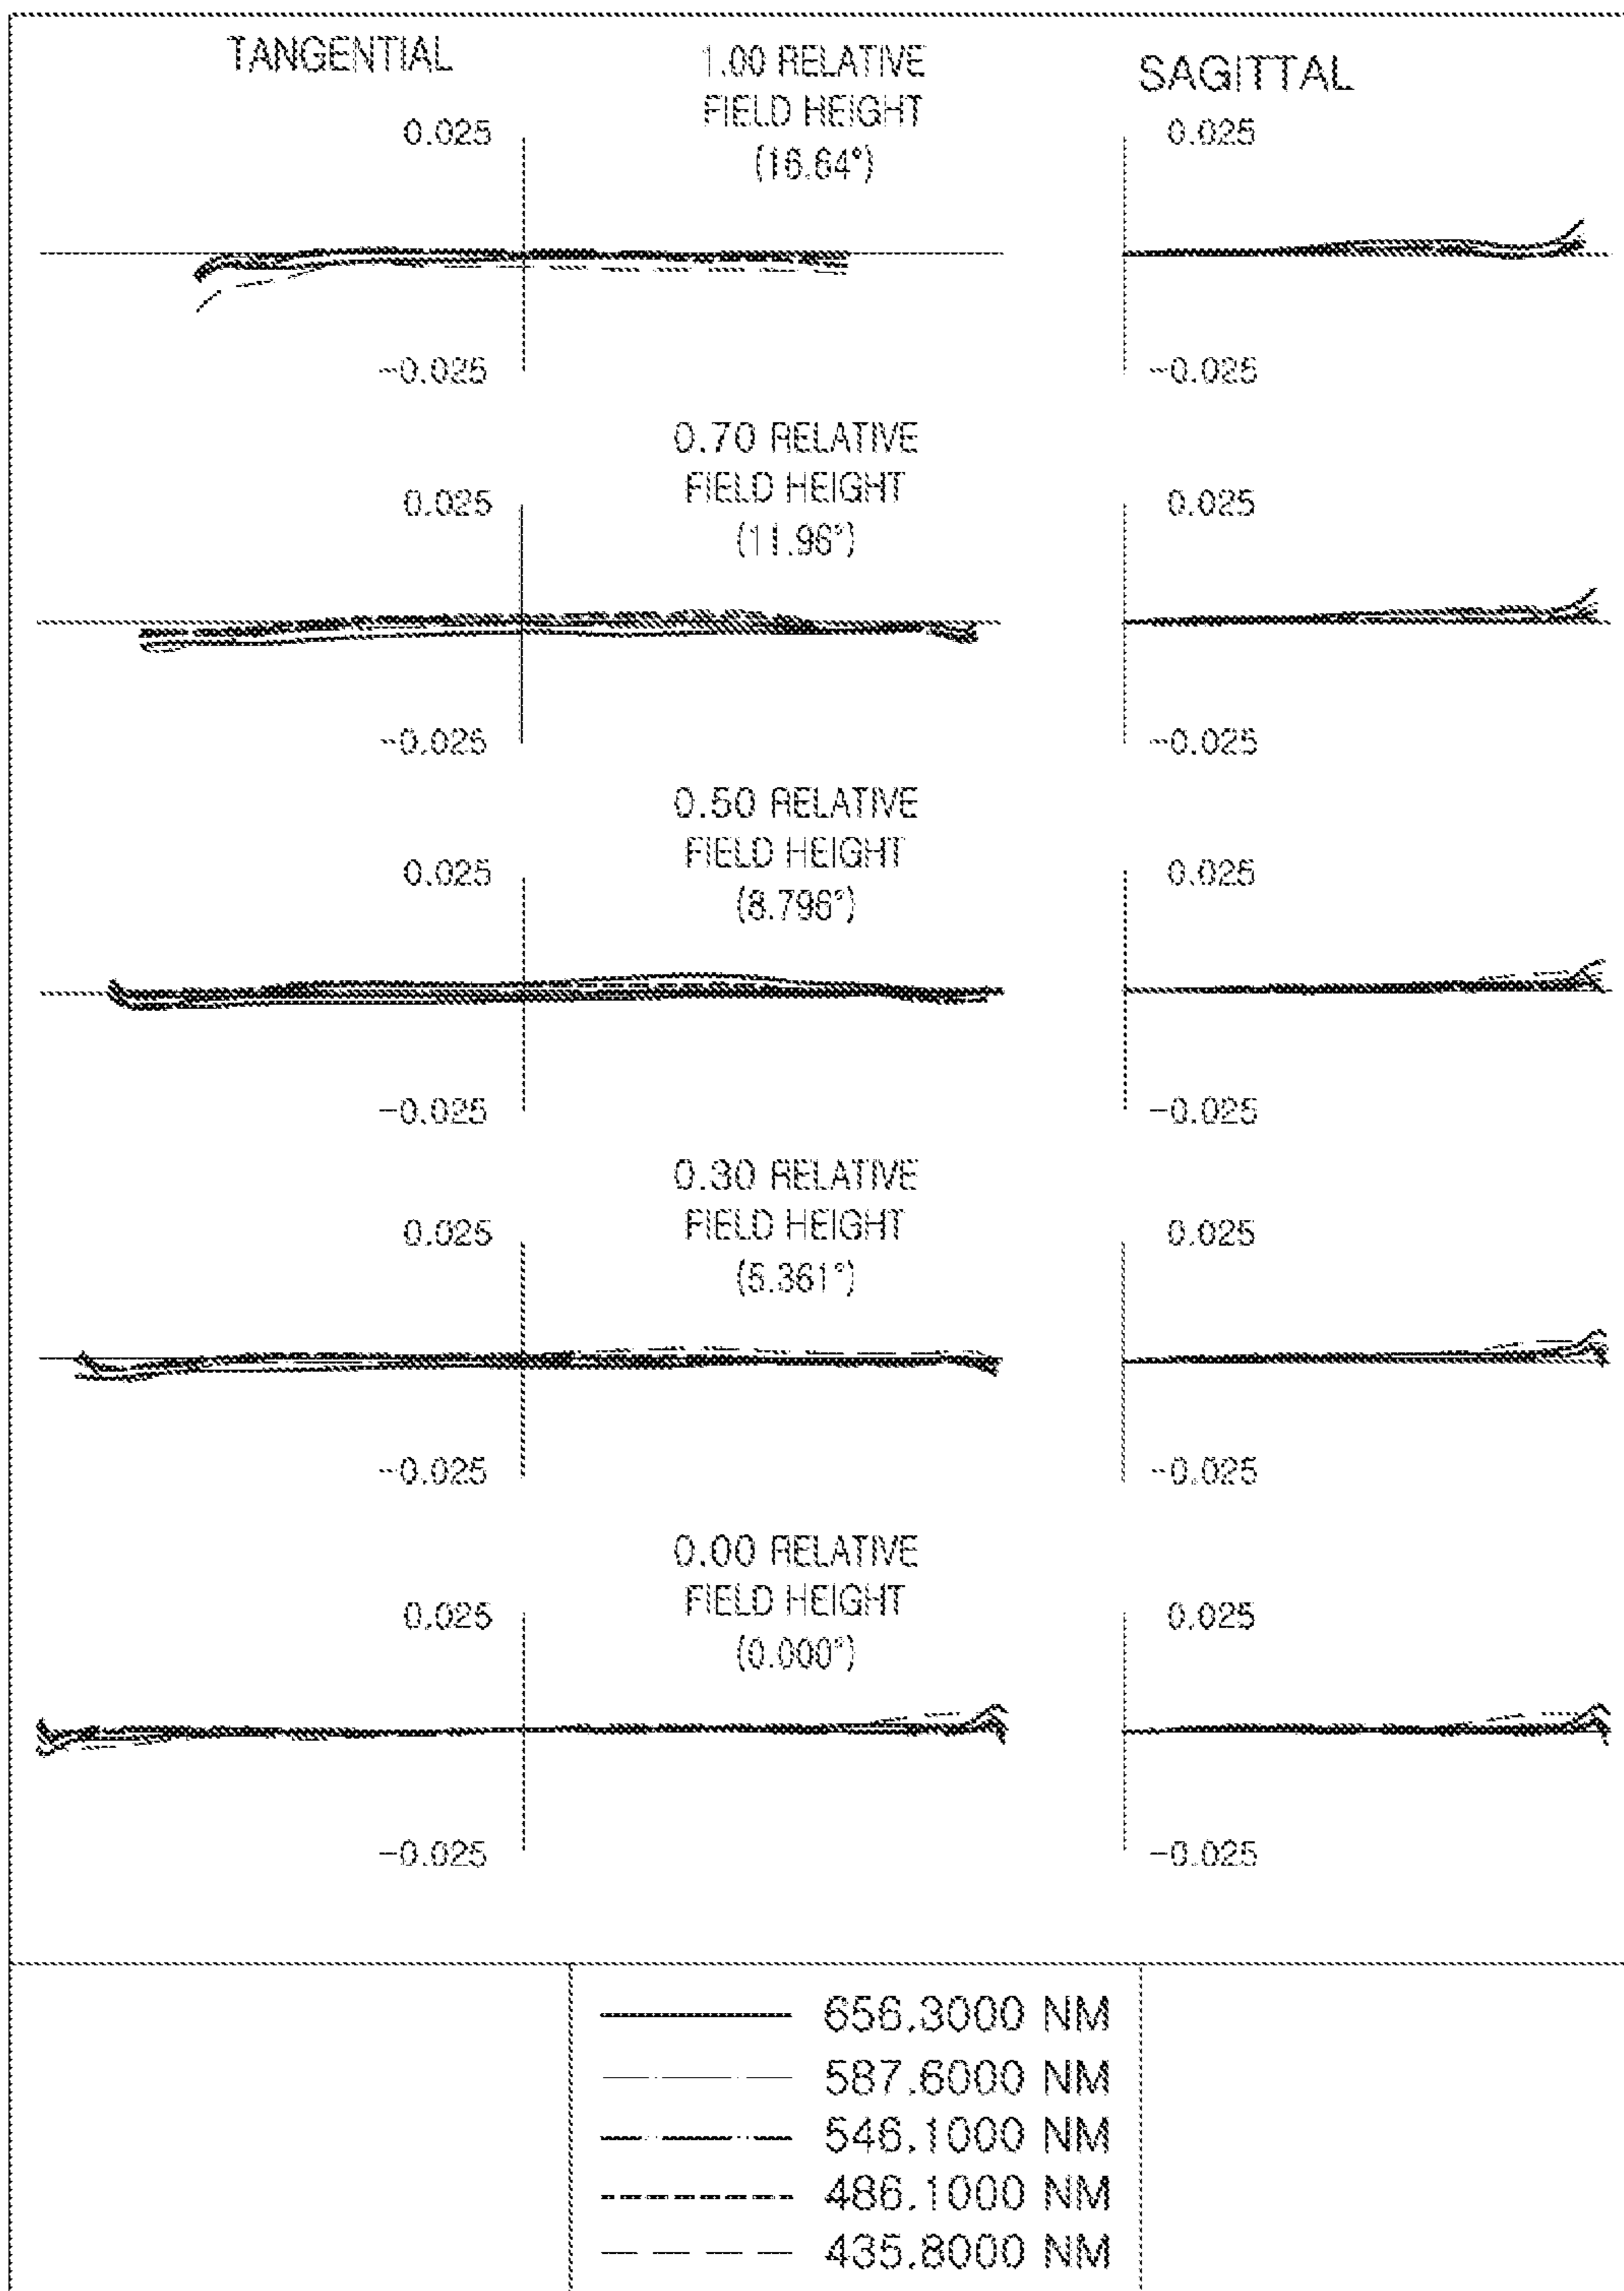 TANGENTIAL
1.00 RELATIVE
FIELD HEIGHT
(16.64°)
SAGITTAL
0.025
0.025
-0.025
-0.025
0.70 RELATIVE
FIELD HEIGHT
(11.96°)
0.025
0.025
-0.025
-0.025
0.50 RELATIVE
FIELD HEIGHT
(8.796°)
0.025
0.025
-0.025
-0.025
0.30 RELATIVE
FIELD HEIGHT
(5.361°)
0.025
0.025
-0.025
-0.025
0.00 RELATIVE
FIELD HEIGHT
(0.000°)
0.025
0.025
-0.025
-0.025
656.3000 NM
587.6000 NM
546.1000 NM
486.1000 NM
435.8000 NM